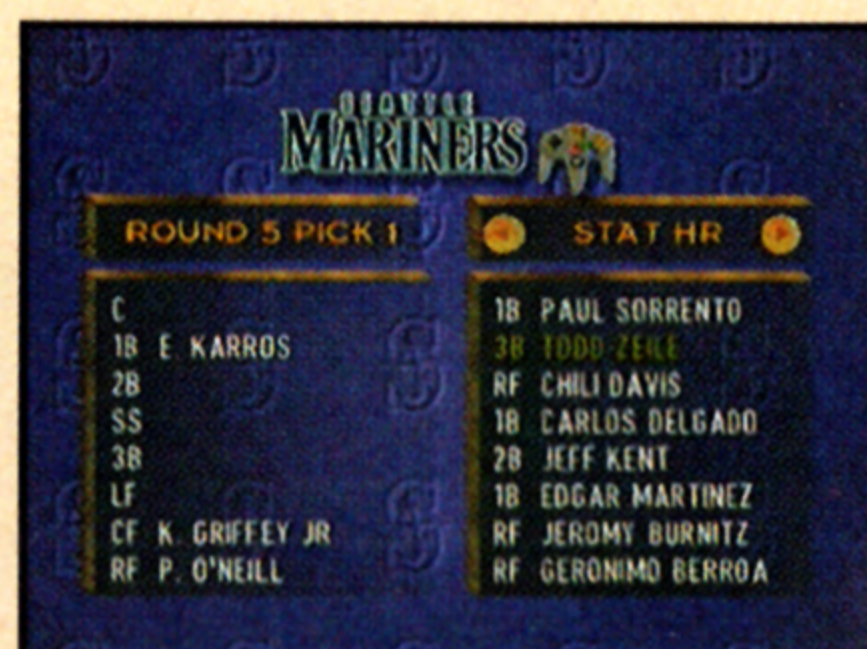 SEATTLE
MARINERS
ROUND 5 PICK 1
C
1B E. KARROS
2B
SS
3B
LF
CF K. GRIFFEY JR
RF P. O'NEILL
STAT HR
1B PAUL SORRENTO
3B TODD ZEILE
RF CHILI DAVIS
1B CARLOS DELGADO
2B JEFF KENT
1B EDGAR MARTINEZ
RF JEROMY BURNITZ
RF GERONIMO BERROA